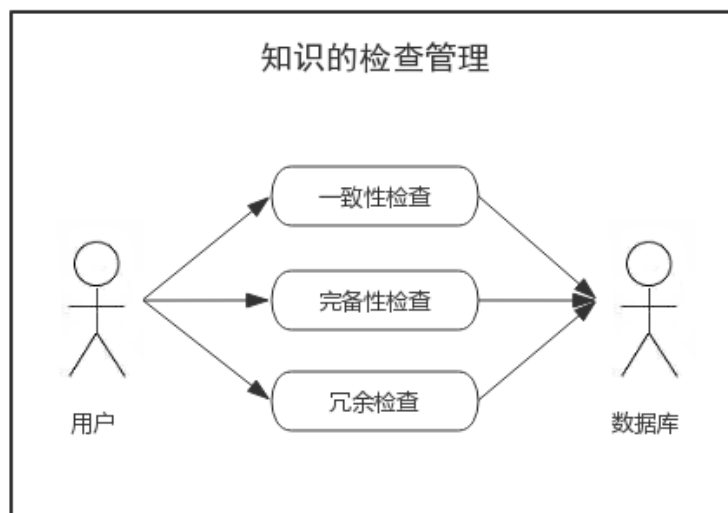 知识的检查管理
一致性检查
完备性检查
冗余检查
用户
数据库